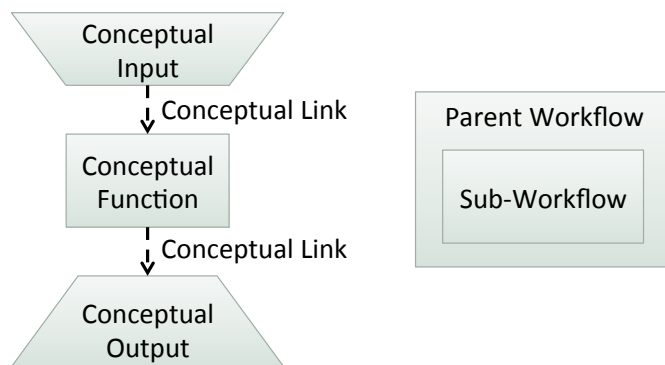 Conceptual
Input
Conceptual Link
Conceptual
Function
Conceptual Link
Conceptual
Output
Parent Workflow
Sub-Workflow